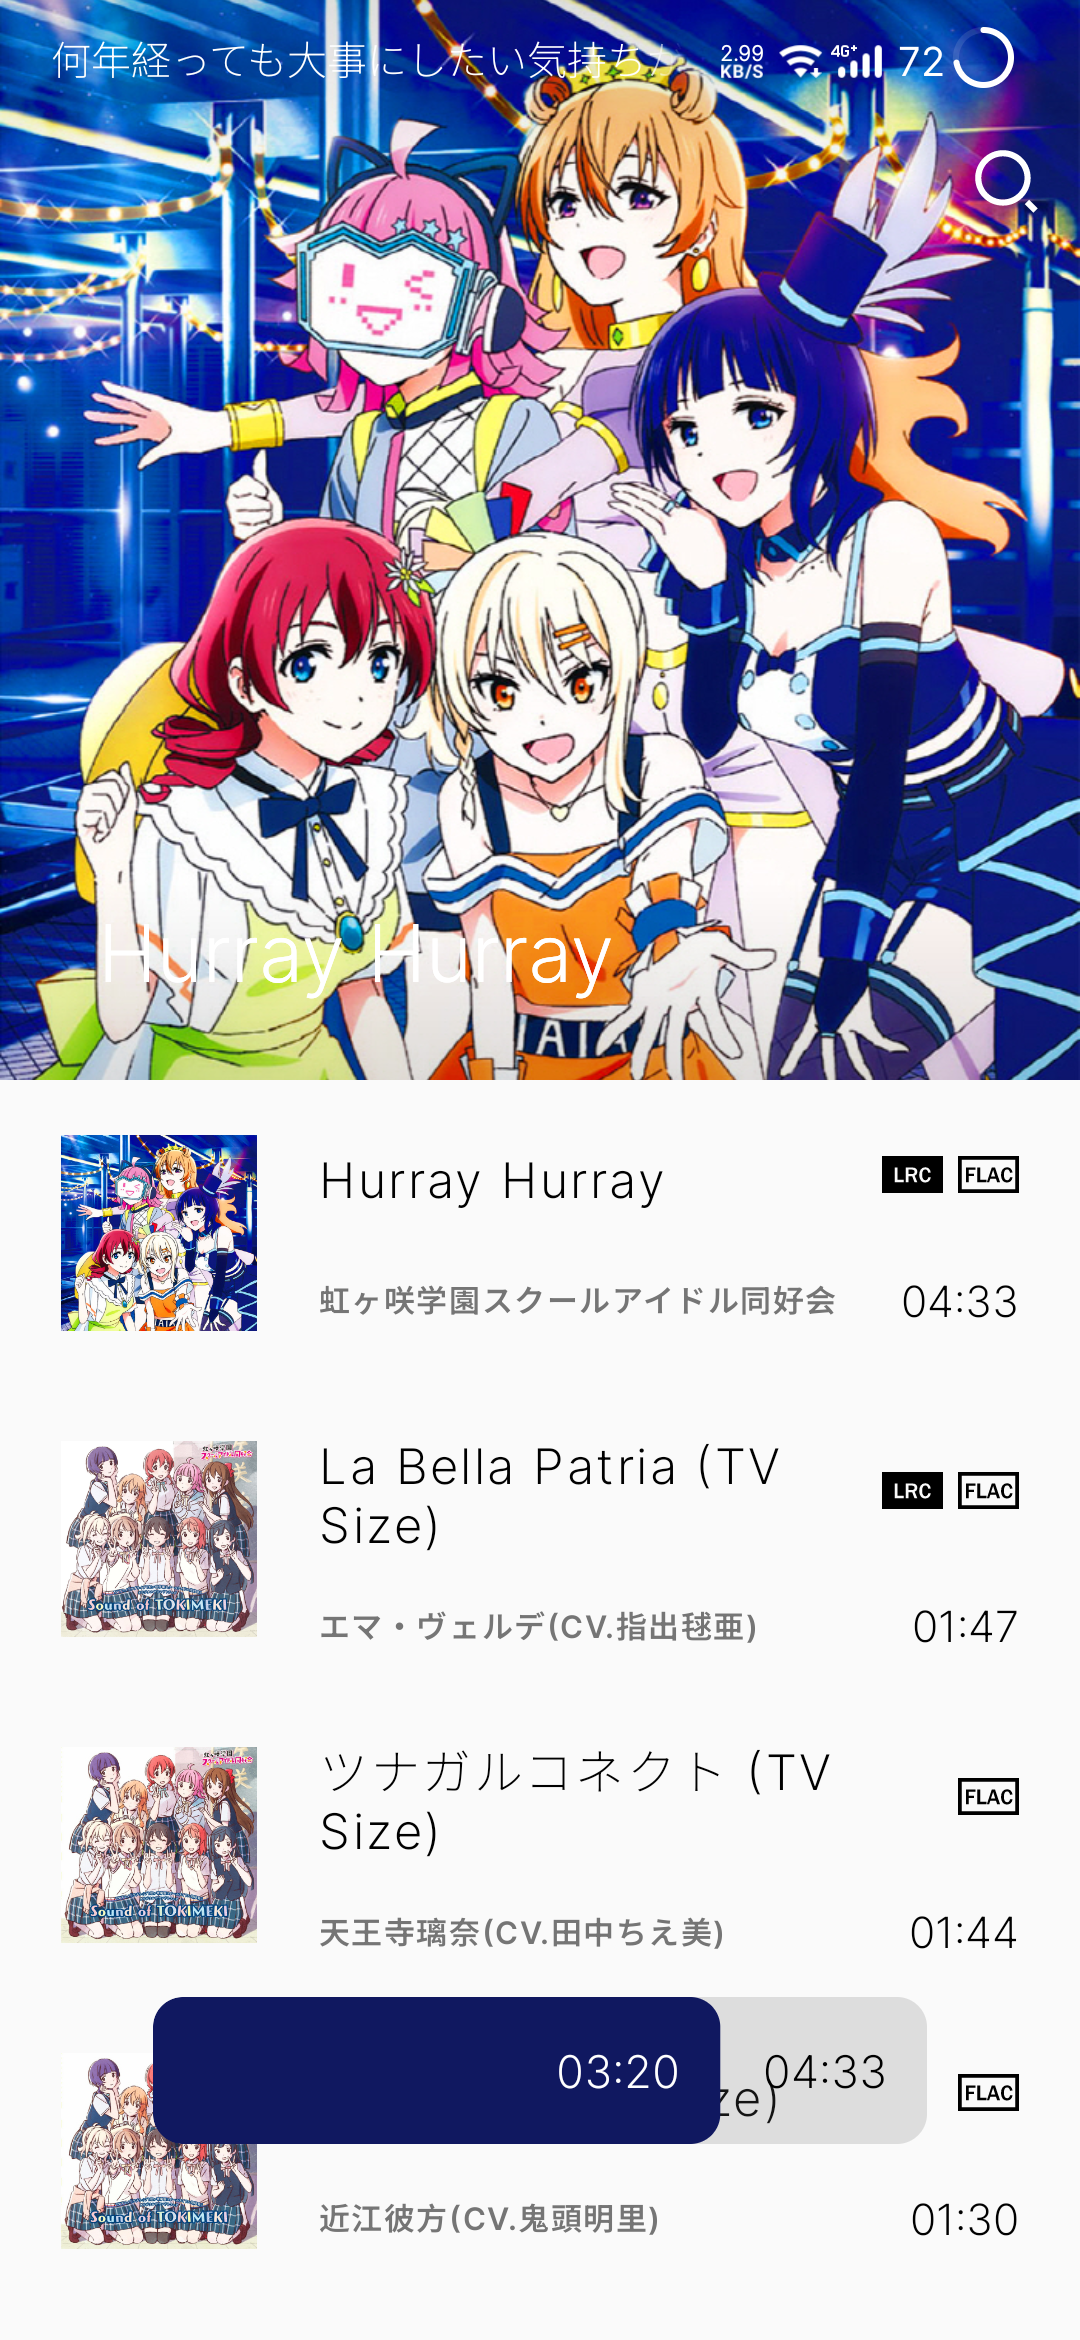 何年経っても大事にしたい気持ち
2.99
KB/S
4G+
72
Hurray Hurray
Hurray Hurray
LRC
FLAC
虹ヶ咲学園スクールアイドル同好会
04:33
La Bella Patria (TV
Size)
LRC
FLAC
エマ・ヴェルデ(CV.指出毬亜)
01:47
Sound of TOKIMEKI
ツナガルコネクト (TV
Size)
FLAC
天王寺璃奈(CV.田中ちえ美)
01:44
Sound of TOKIMEKI
03:20
04:33
ze)
FLAC
近江彼方(CV.鬼頭明里)
01:30
Sound of TOKIMEKI